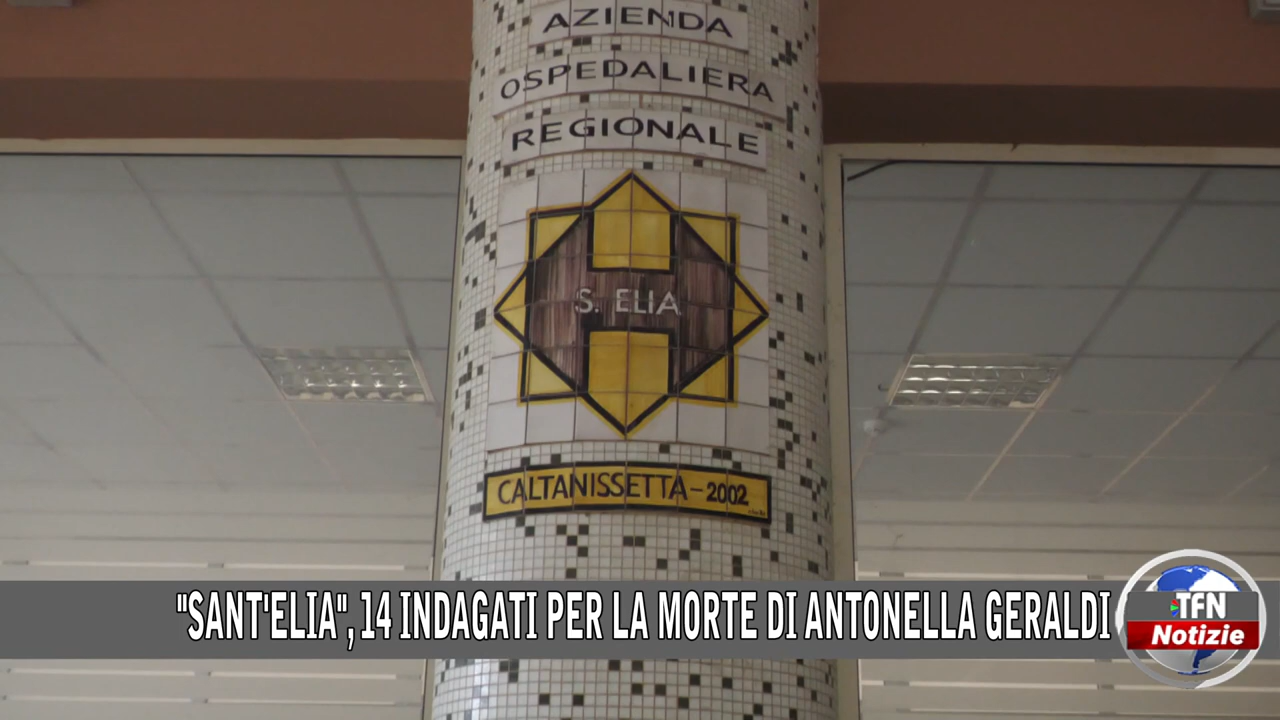 AZIENDA
OSPEDALIERA
REGIONALE
S. ELIA
CALTANISSETTA - 2002
"SANT'ELIA", 14 INDAGATI PER LA MORTE DI ANTONELLA GERALDI
TFN
Notizie